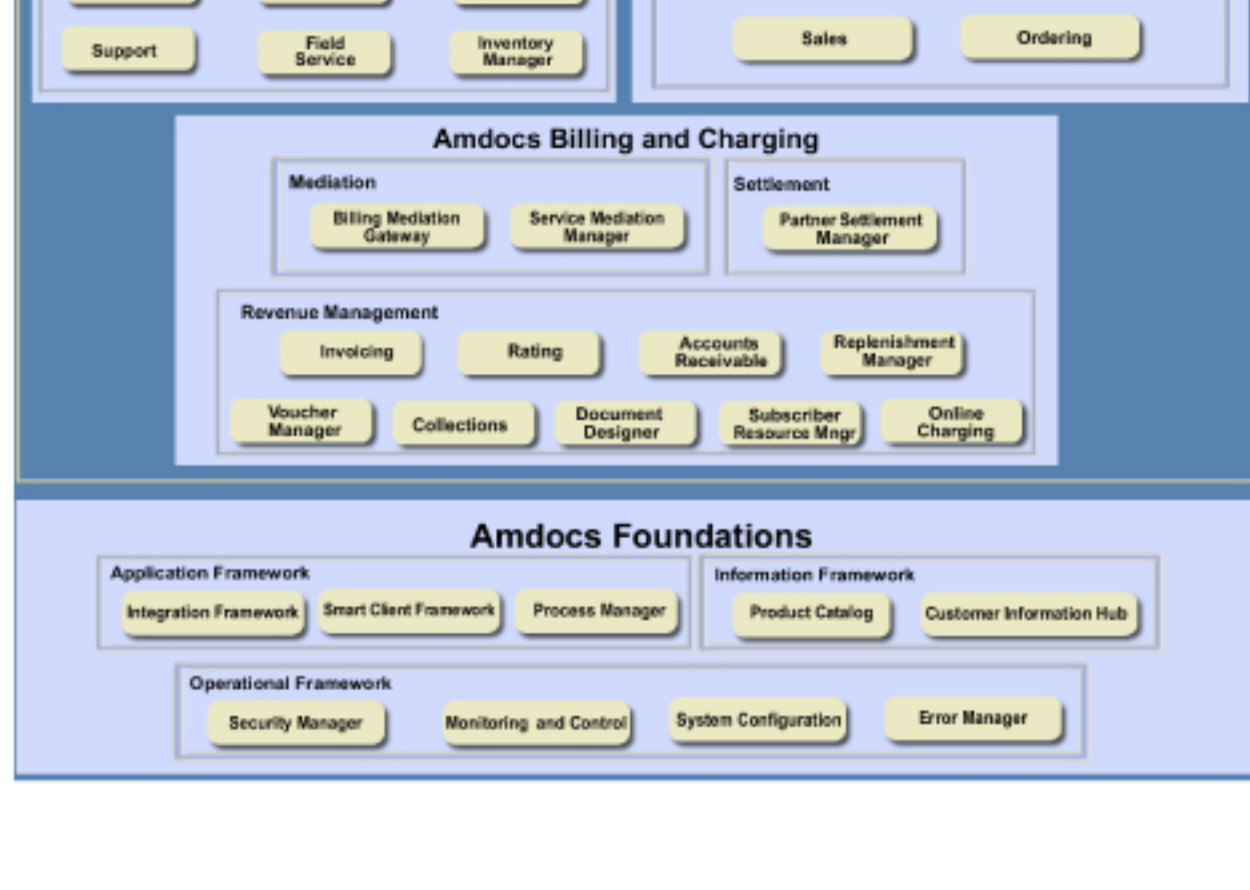 Support
Field
Service
Inventory
Manager
Sales
Ordering
Amdocs Billing and Charging
Mediation
Billing Mediation
Gateway
Service Mediation
Manager
Settlement
Partner Settlement
Manager
Revenue Management
Invoicing
Rating
Accounts
Receivable
Replenishment
Manager
Voucher
Manager
Collections
Document
Designer
Subscriber
Resource Mngr
Online
Charging
Amdocs Foundations
Application Framework
Integration Framework
Smart Client Framework
Process Manager
Information Framework
Product Catalog
Customer Information Hub
Operational Framework
Security Manager
Monitoring and Control
System Configuration
Error Manager